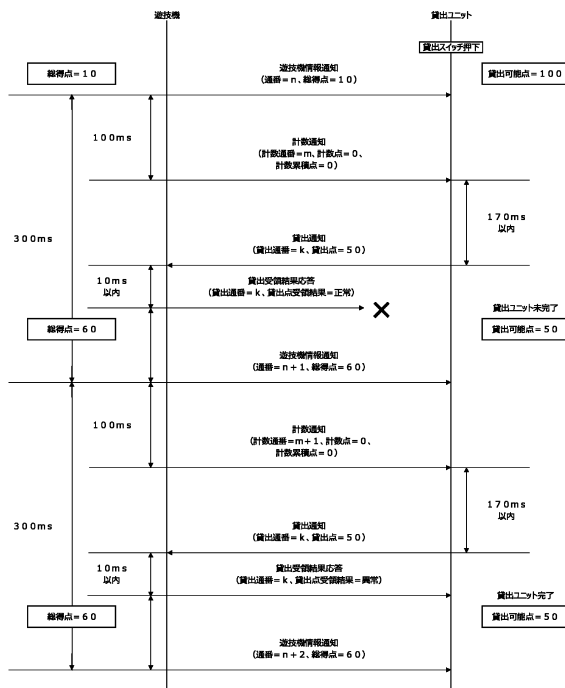 遊技機
貸出ユニット
貸出スイッチ押下
総得点=10
遊技機情報通知
(通番=n、総得点=10)
貸出可能点=100
100ms
計数通知
(計数通番=m、計数点=0、
計数累積点=0)
300ms
170ms
以内
貸出通知
(貸出通番=k、貸出点=50)
10ms
以内
貸出受領結果応答
(貸出通番=k、貸出点受領結果=正常)
貸出ユニット未完了
総得点=60
貸出可能点=50
遊技機情報通知
(通番=n+1、総得点=60)
100ms
計数通知
(計数通番=m+1、計数点=0、
計数累積点=0)
300ms
170ms
以内
貸出通知
(貸出通番=k、貸出点=50)
10ms
以内
貸出受領結果応答
(貸出通番=k、貸出点受領結果=異常)
貸出ユニット完了
総得点=60
貸出可能点=50
遊技機情報通知
(通番=n+2、総得点=60)